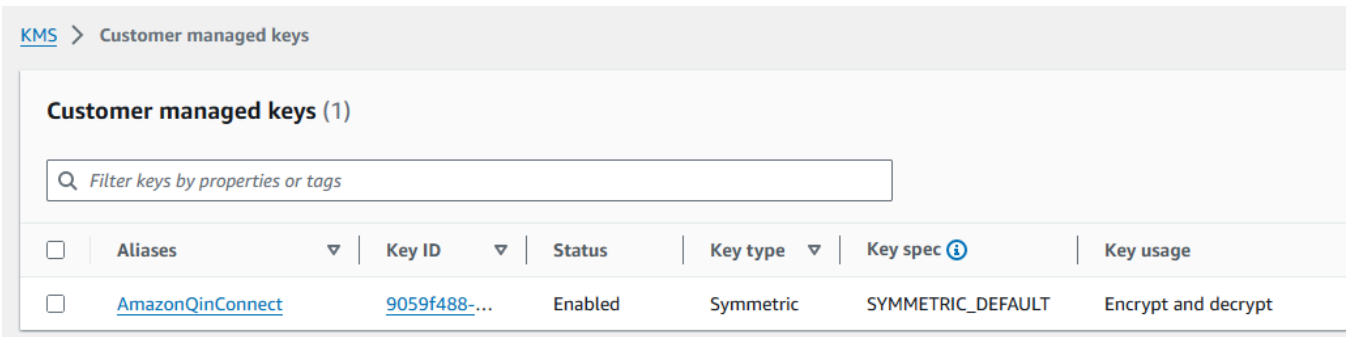 KMS > Customer managed keys
Customer managed keys (1)
Filter keys by properties or tags
Aliases Key ID Status Key type Key spec Key usage
AmazonQinConnect 9059f488-... Enabled Symmetric SYMMETRIC_DEFAULT Encrypt and decrypt